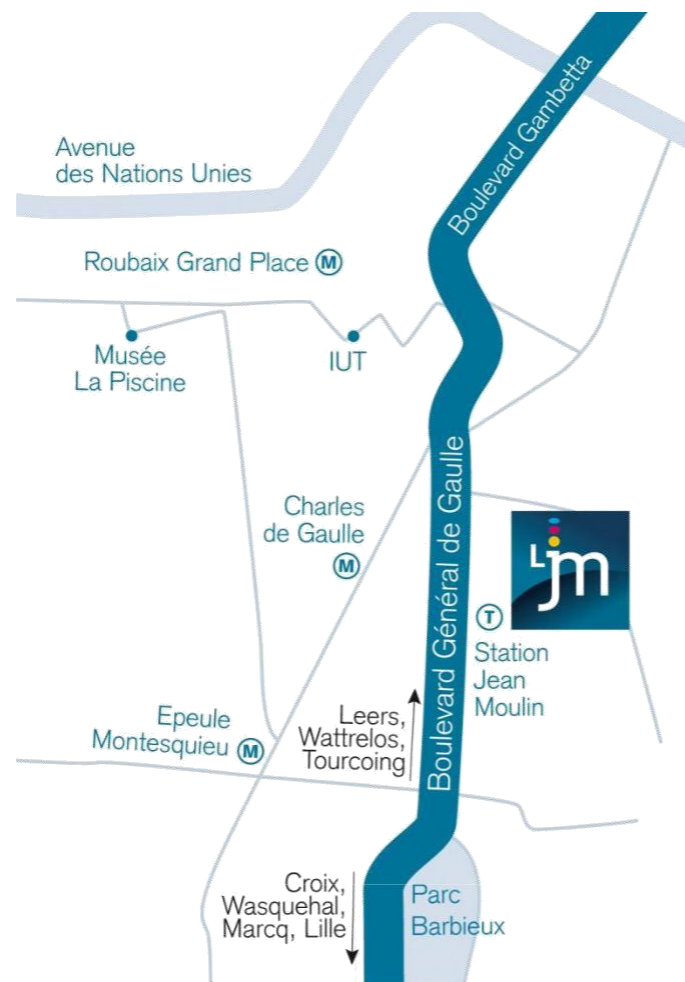 Boulevard Gambetta
Avenue
des Nations Unies
Roubaix Grand Place M
Musée
La Piscine
IUT
Boulevard Général de Gaulle
Charles
de Gaulle
M
Ljm
T
Station
Jean
Moulin
Epeule
Montesquieu M
Leers,
Wattrelos,
Tourcoing
Croix,
Wasquehal,
Marcq, Lille
Parc
Barbieux